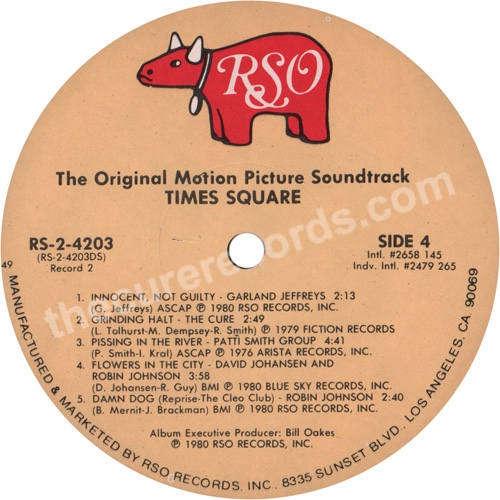 RSO
The Original Motion Picture Soundtrack
TIMES SQUARE
RS-2-4203
(RS-2-4203DS)
Record 2
SIDE 4
Intl. #2658 145
Indv. Intl. #2479 265
1. INNOCENT, NOT GUILTY - GARLAND JEFFREYS 2:13
(G. Jeffreys) ASCAP Ⓟ 1980 RSO RECORDS, INC.
2. GRINDING HALT - THE CURE 2:49
(L. Tolhurst-M. Dempsey-R. Smith) Ⓟ 1979 FICTION RECORDS
3. PISSING IN THE RIVER - PATTI SMITH GROUP 4:41
(P. Smith-I. Kral) ASCAP Ⓟ 1976 ARISTA RECORDS, INC.
4. FLOWERS IN THE CITY - DAVID JOHANSEN AND
ROBIN JOHNSON 3:58
(D. Johansen-R. Guy) BMI Ⓟ 1980 BLUE SKY RECORDS, INC.
5. DAMN DOG (Reprise-The Cleo Club) - ROBIN JOHNSON 2:40
(B. Mernit-J. Brackman) BMI Ⓟ 1980 RSO RECORDS, INC.
Album Executive Producer: Bill Oakes
Ⓟ 1980 RSO RECORDS, INC.
49
MANUFACTURED & MARKETED BY RSO RECORDS, INC. 8335 SUNSET BLVD., LOS ANGELES, CA. 90069
thecurerecords.com